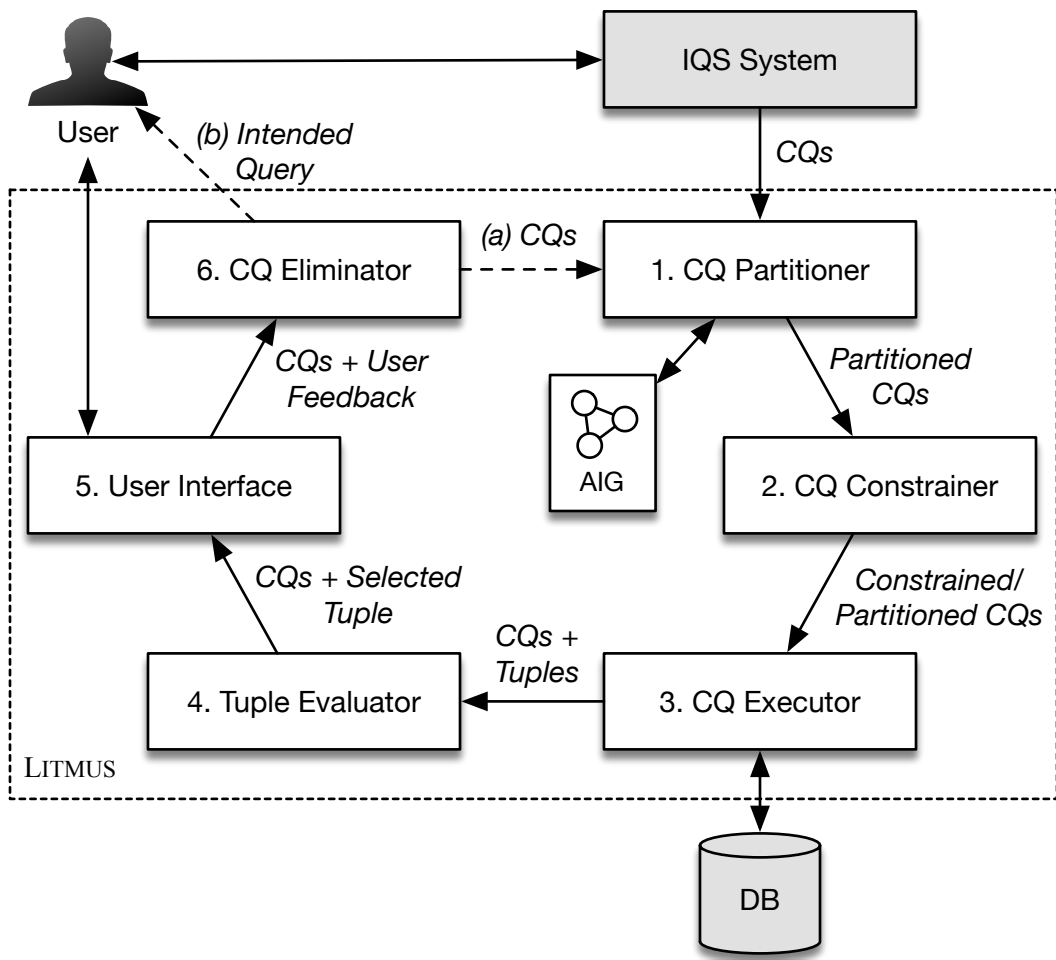 IQS System
User
(b) Intended
Query
CQs
(a) CQs
6. CQ Eliminator
1. CQ Partitioner
CQs + User
Feedback
Partitioned
CQs
AIG
5. User Interface
2. CQ Constrainer
CQs + Selected
Tuple
Constrained/
Partitioned CQs
CQs +
Tuples
4. Tuple Evaluator
3. CQ Executor
LITMUS
DB